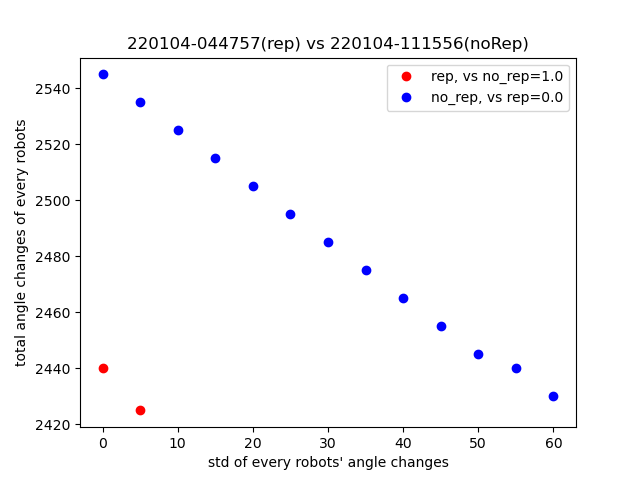 220104-044757(rep) vs 220104-111556(noRep)
rep, vs no_rep=1.0
no_rep, vs rep=0.0
total angle changes of every robots
2540
2520
2500
2480
2460
2440
2420
0 10 20 30 40 50 60
std of every robots' angle changes